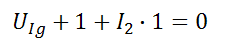 U_{Ig} + 1 + I_2 · 1 = 0